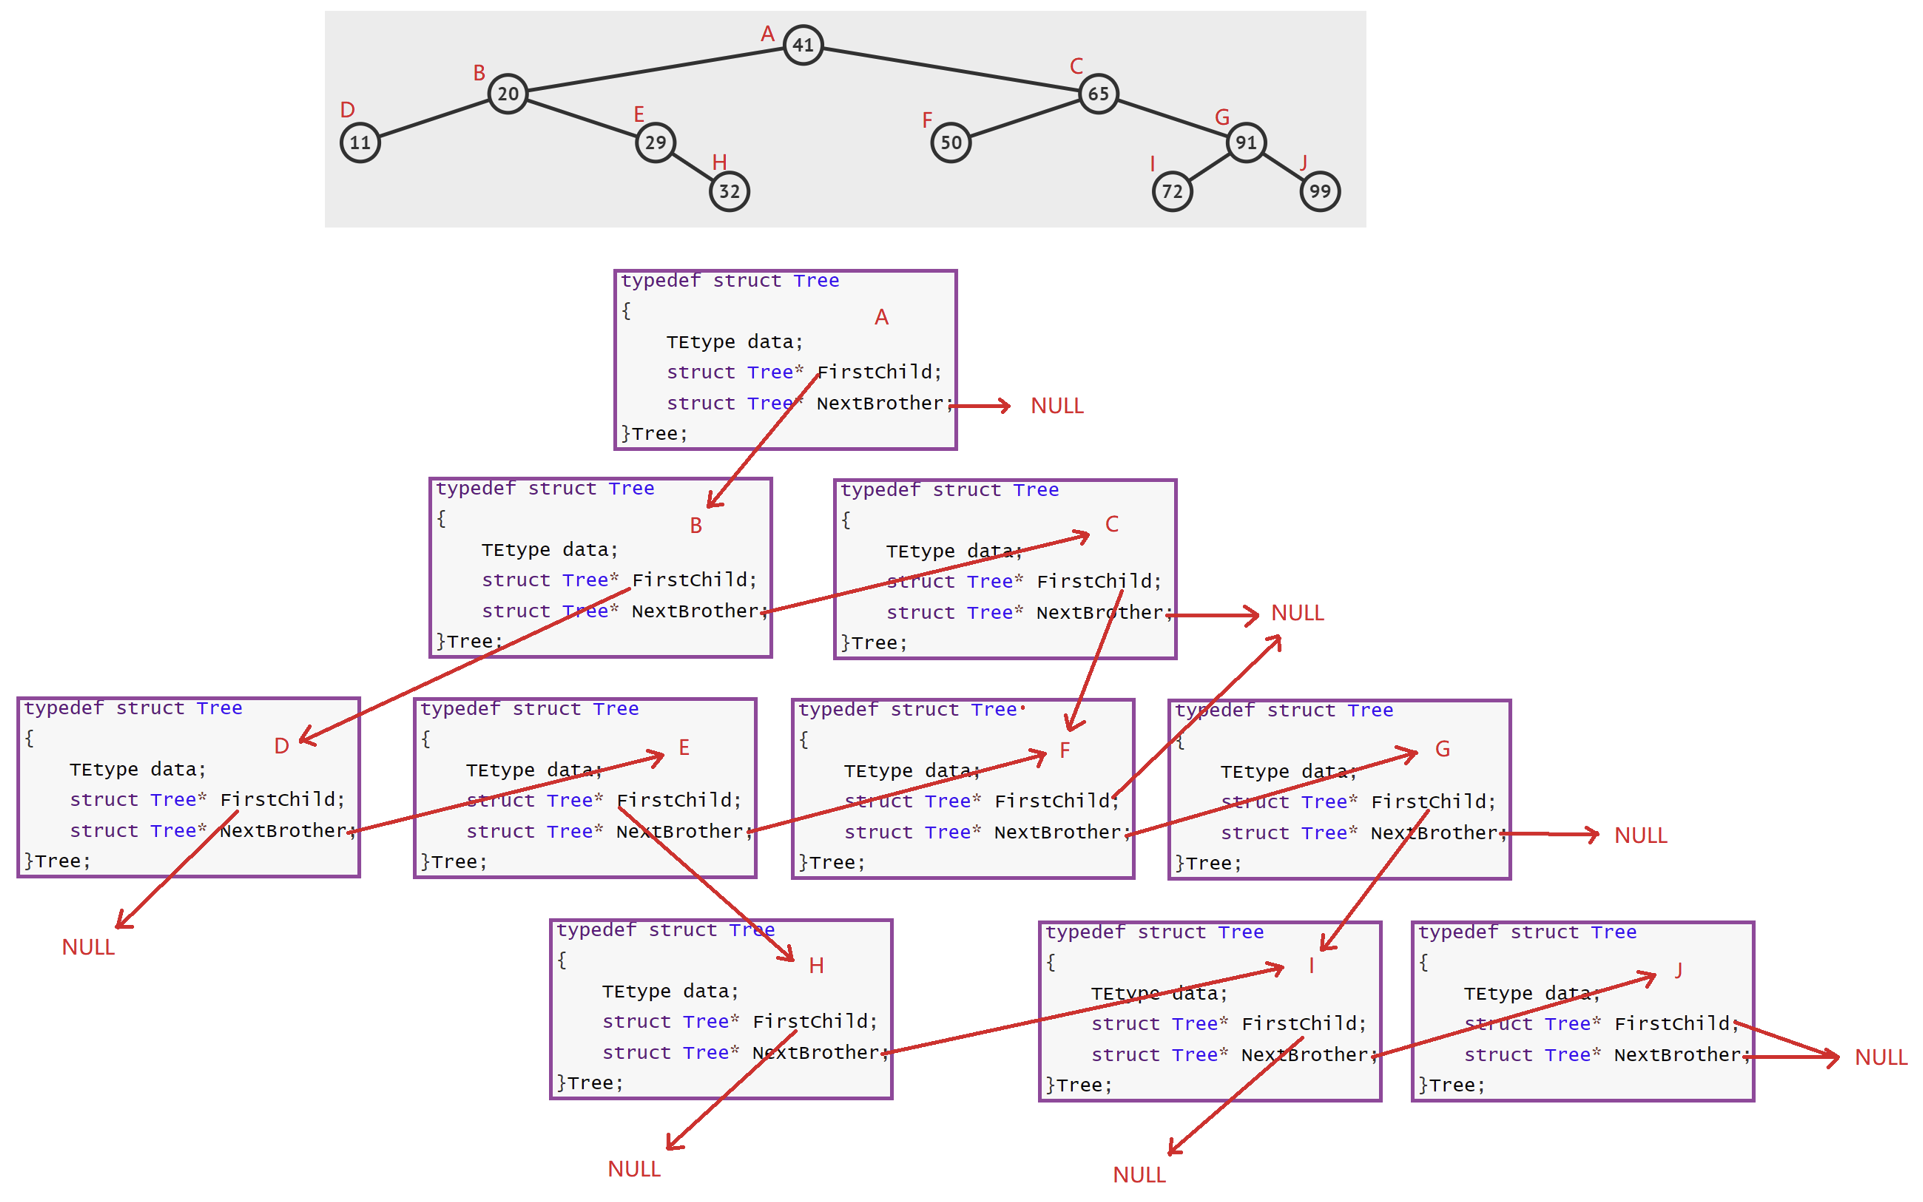 A
41
B
20
C
65
D
11
E
29
F
50
G
91
H
32
I
72
J
99
typedef struct Tree
{
A
TEtype data;
struct Tree* FirstChild;
struct Tree* NextBrother;
NULL
}Tree;
typedef struct Tree
{
B
TEtype data;
struct Tree* FirstChild;
struct Tree* NextBrother;
}Tree;
typedef struct Tree
{
C
TEtype data;
struct Tree* FirstChild;
struct Tree* NextBrother;
NULL
}Tree;
typedef struct Tree
{
D
TEtype data;
struct Tree* FirstChild;
struct Tree* NextBrother;
}Tree;
NULL
typedef struct Tree
{
E
TEtype data;
struct Tree* FirstChild;
struct Tree* NextBrother;
}Tree;
typedef struct Tree
{
F
TEtype data;
struct Tree* FirstChild;
struct Tree* NextBrother;
}Tree;
typedef struct Tree
{
G
TEtype data;
struct Tree* FirstChild;
struct Tree* NextBrother;
NULL
}Tree;
typedef struct Tree
{
H
TEtype data;
struct Tree* FirstChild;
struct Tree* NextBrother;
}Tree;
NULL
typedef struct Tree
{
I
TEtype data;
struct Tree* FirstChild;
struct Tree* NextBrother;
}Tree;
NULL
typedef struct Tree
{
J
TEtype data;
struct Tree* FirstChild;
struct Tree* NextBrother;
NULL
}Tree;